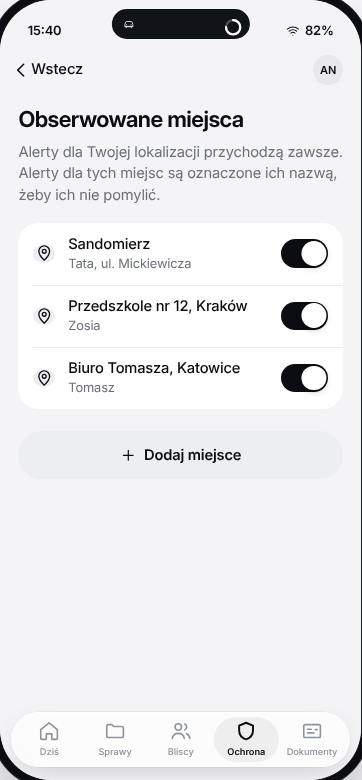 15:40
82%
Wstecz
AN
Obserwowane miejsca
Alerty dla Twojej lokalizacji przychodzą zawsze.
Alerty dla tych miejsc są oznaczone ich nazwą,
żeby ich nie pomylić.
Sandomierz
Tata, ul. Mickiewicza
Przedszkole nr 12, Kraków
Zosia
Biuro Tomasza, Katowice
Tomasz
+ Dodaj miejsce
Dziś
Sprawy
Bliscy
Ochrona
Dokumenty